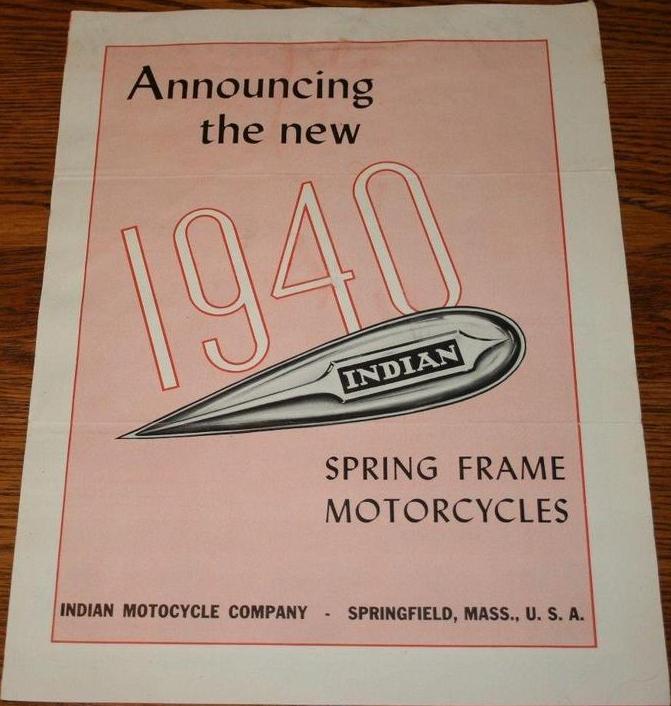 Announcing
the new
1940
INDIAN
SPRING FRAME
MOTORCYCLES
INDIAN MOTOCYCLE COMPANY - SPRINGFIELD, MASS., U. S. A.